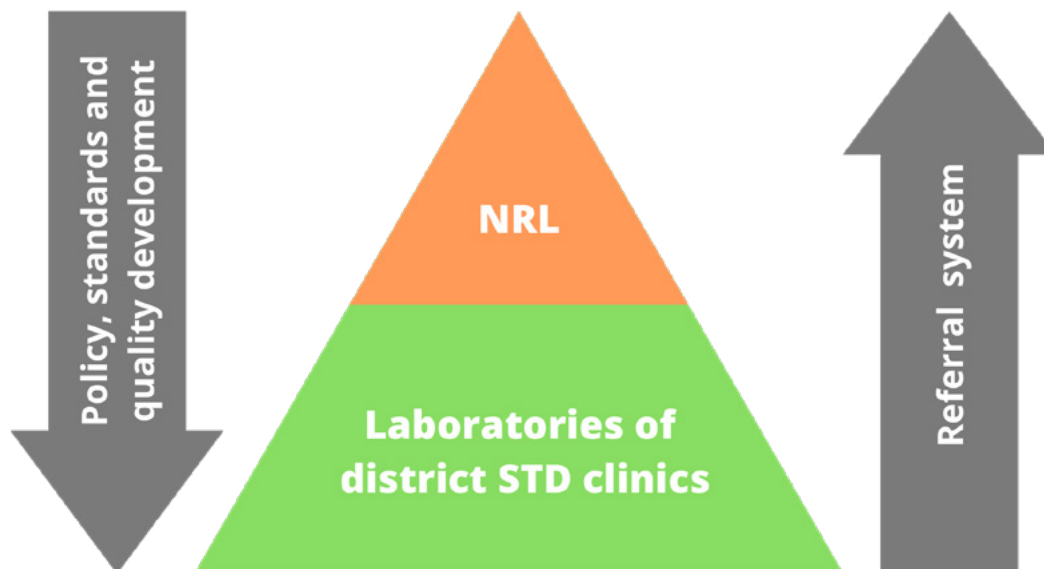 Policy, standards and
quality development
NRL
Laboratories of
district STD clinics
Referral system